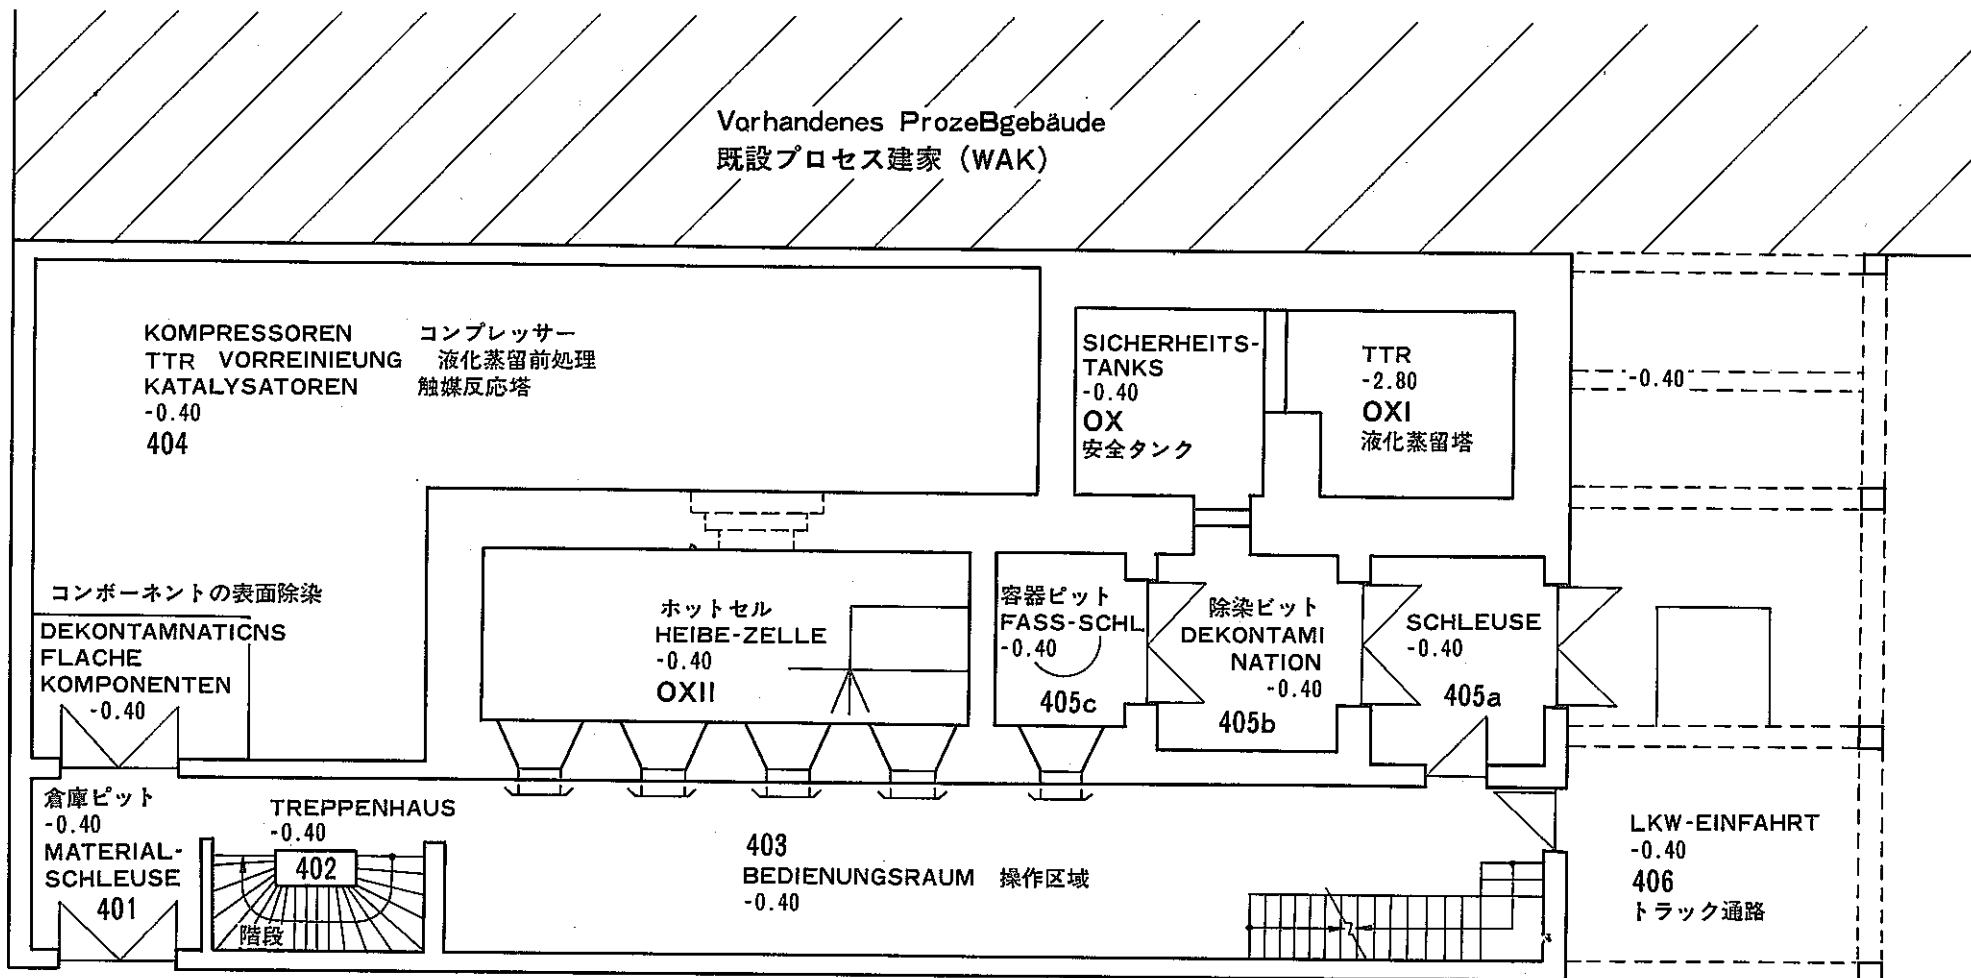 Vorhandenes ProzeBgebäude
既設プロセス建家 (WAK)
KOMPRESSOREN コンプレッサー
TTR VORREINIEUNG 液化蒸留前処理
KATALYSATOREN 触媒反応塔
-0.40
404
SICHERHEITS-
TANKS
-0.40
OX
安全タンク
TTR
-2.80
OXI
液化蒸留塔
-0.40
コンボーネントの表面除染
DEKONTAMNATICNS
FLACHE
KOMPONENTEN
-0.40
ホットセル
HEIBE-ZELLE
-0.40
OXII
容器ピット
FASS-SCHL
-0.40
405c
除染ビット
DEKONTAMI
NATION
-0.40
405b
SCHLEUSE
-0.40
405a
倉庫ピット
-0.40
MATERIAL-
SCHLEUSE
401
TREPPENHAUS
-0.40
402
階段
403
BEDIENUNGSRAUM 操作区域
-0.40
LKW-EINFAHRT
-0.40
406
トラック通路